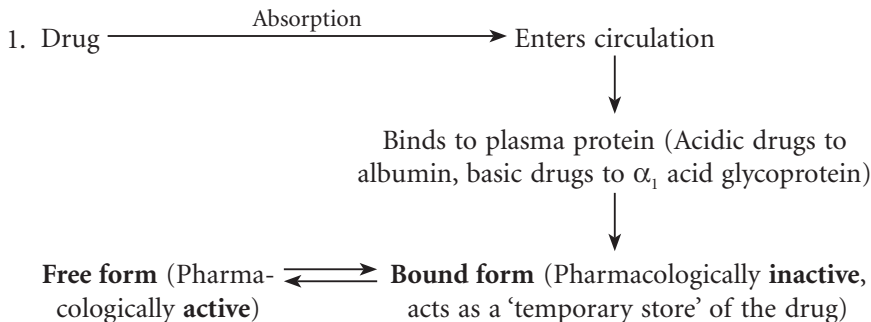 Absorption
1. Drug Enters circulation
Binds to plasma protein (Acidic drugs to
albumin, basic drugs to α₁ acid glycoprotein)
Free form (Pharma-
cologically active)
Bound form (Pharmacologically inactive,
acts as a ‘temporary store’ of the drug)